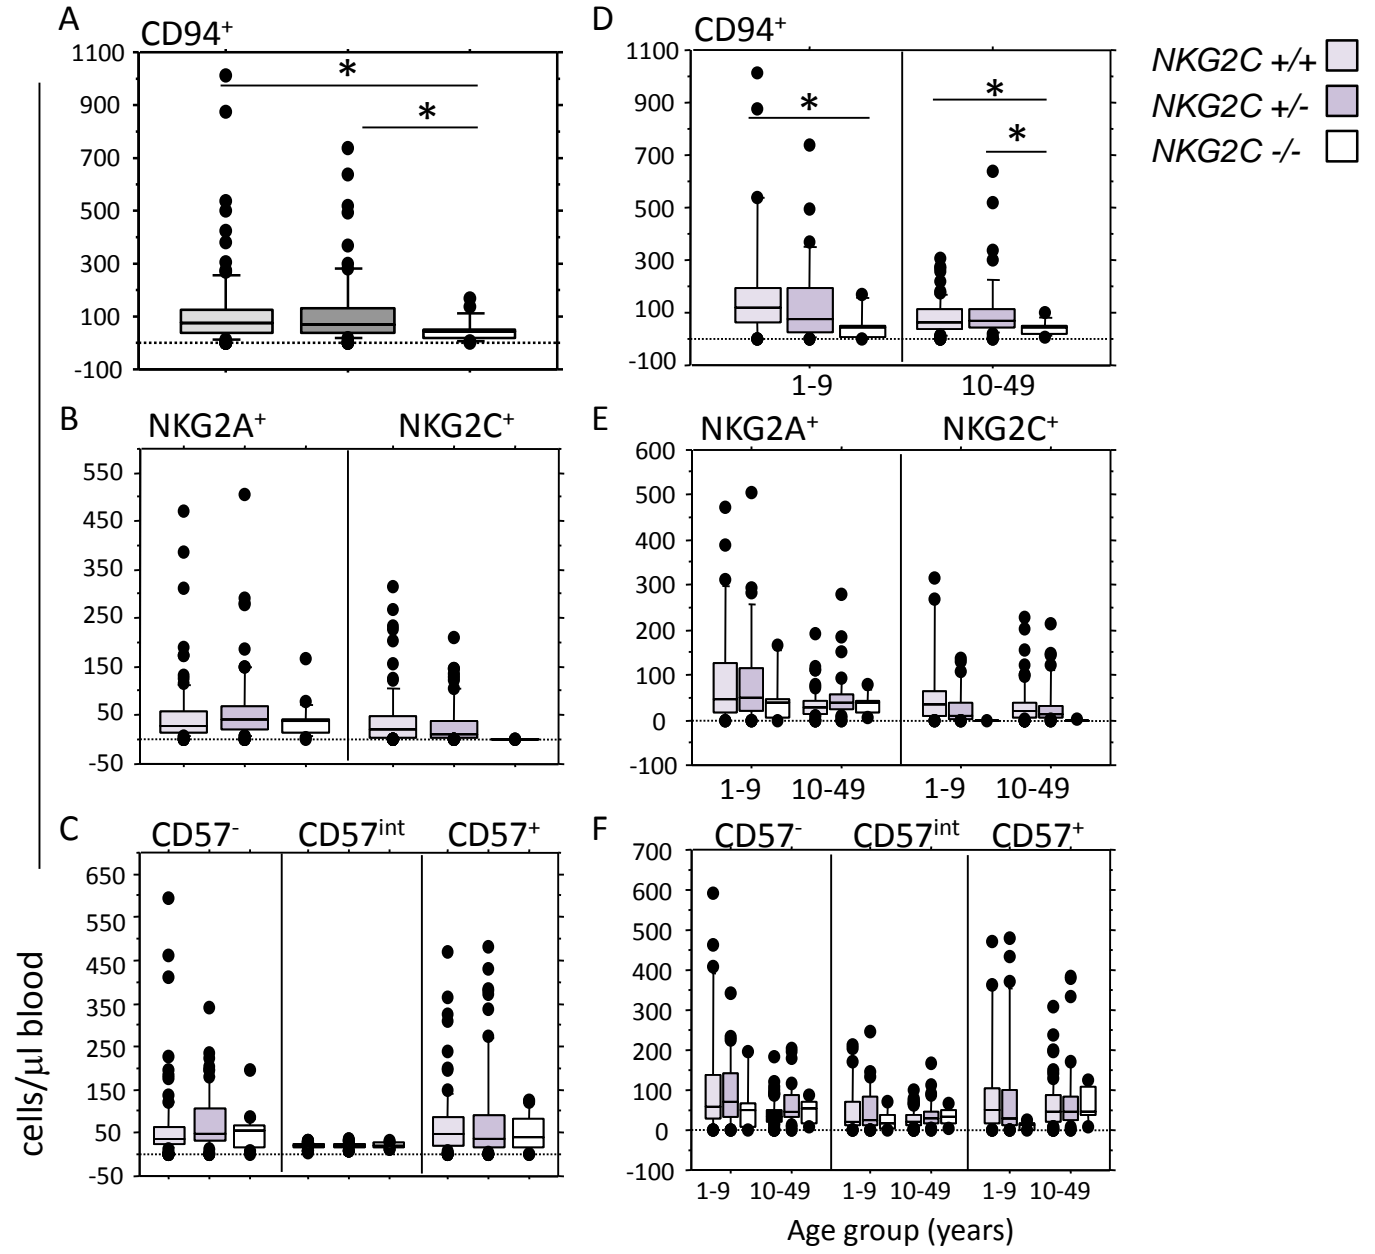 A
CD94+
1100
900
700
500
300
100
-100
*
*
D
CD94+
1100
900
700
500
300
100
-100
*
*
*
1-9
10-49
NKG2C +/+
NKG2C +/-
NKG2C -/-
B
NKG2A+
NKG2C+
550
450
350
250
150
50
-50
E
NKG2A+
NKG2C+
600
500
400
300
200
100
0
-100
1-9
10-49
1-9
10-49
C
CD57-
CD57int
CD57+
650
550
450
350
250
150
50
-50
F
CD57-
CD57int
CD57+
700
600
500
400
300
200
100
0
-100
1-9
10-49
1-9
10-49
1-9
10-49
cells/µl blood
Age group (years)